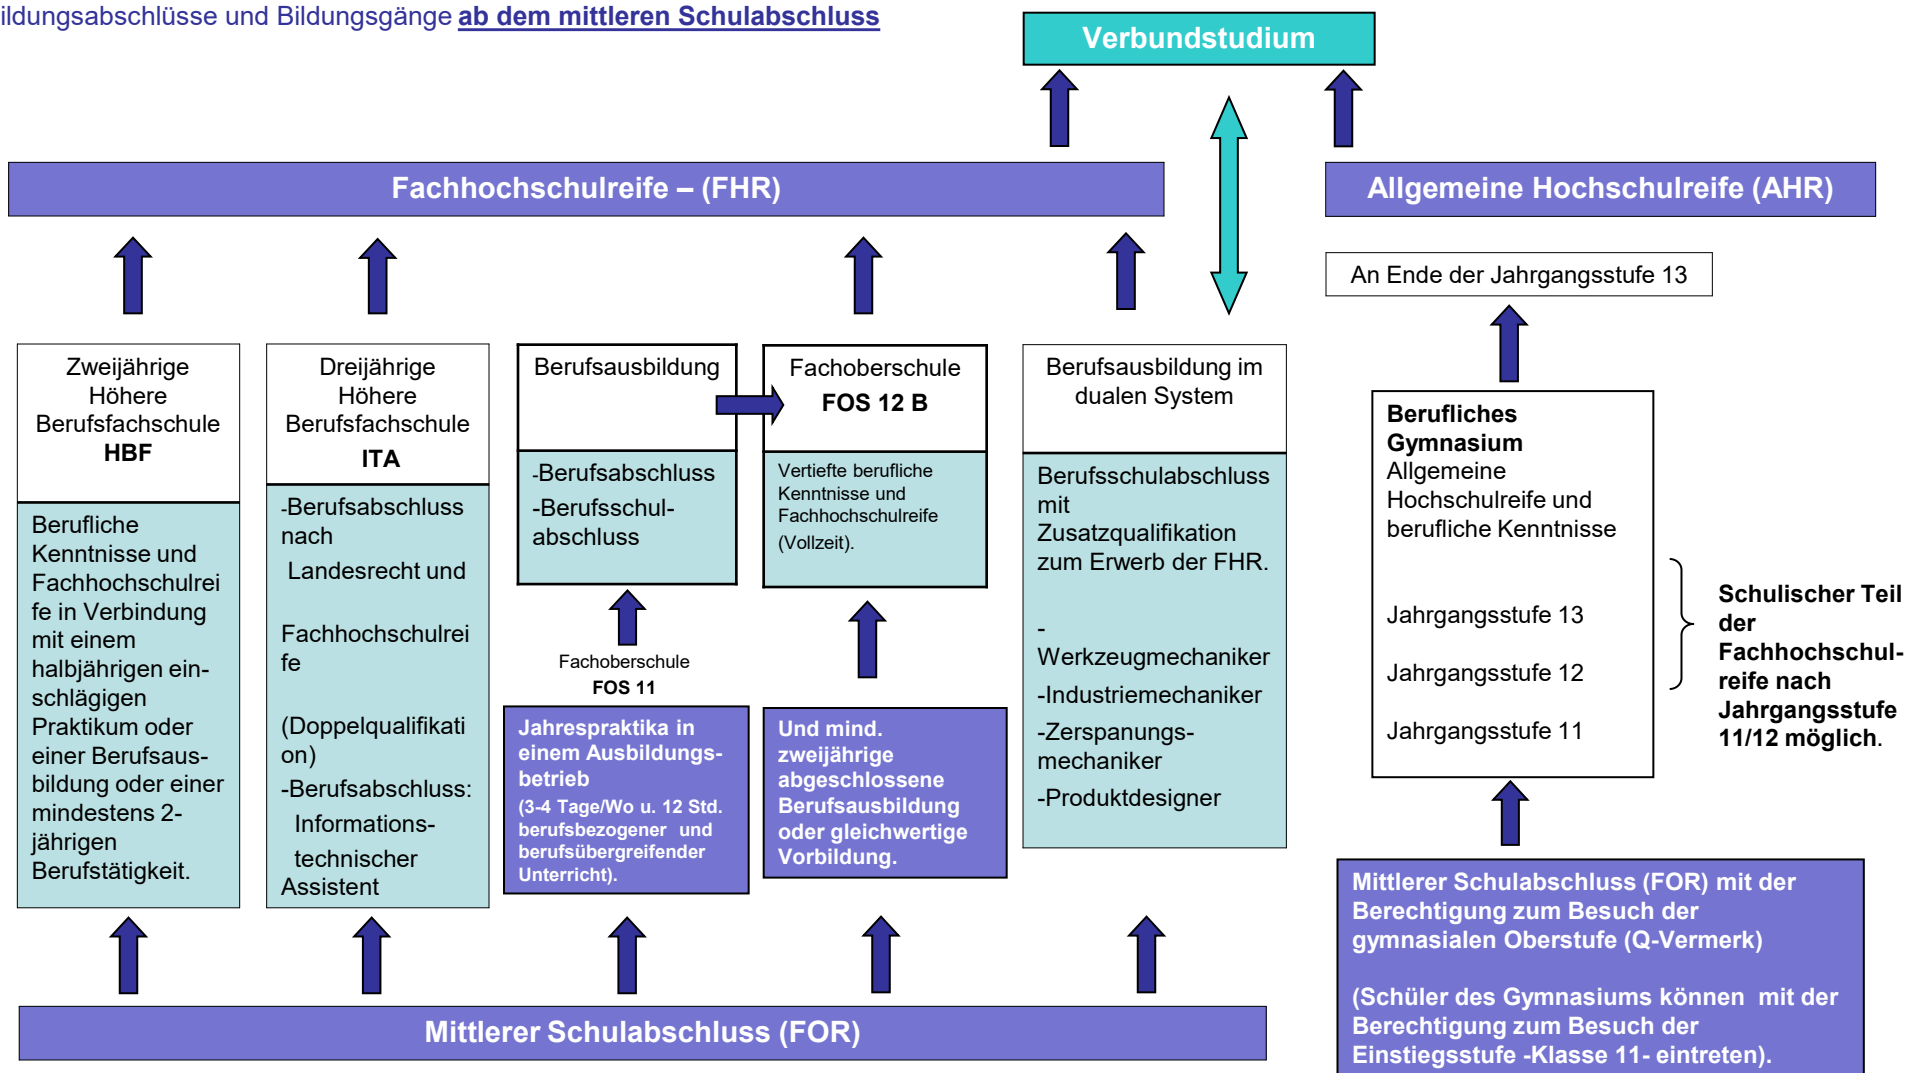 ildungsabschlüsse und Bildungsgänge ab dem mittleren Schulabschluss
Verbundstudium
Fachhochschulreife – (FHR)
Allgemeine Hochschulreife (AHR)
An Ende der Jahrgangsstufe 13
Zweijährige
Höhere
Berufsfachschule
HBF
Berufliche
Kenntnisse und
Fachhochschulrei
fe in Verbindung
mit einem
halbjährigen ein-
schlägigen
Praktikum oder
einer Berufsaus-
bildung oder einer
mindestens 2-
jährigen
Berufstätigkeit.
Dreijährige
Höhere
Berufsfachschule
ITA
-Berufsabschluss
nach
Landesrecht und
Fachhochschulrei
fe
(Doppelqualifikati
on)
-Berufsabschluss:
Informations-
technischer
Assistent
Berufsausbildung
-Berufsabschluss
-Berufsschul-
abschluss
Fachoberschule
FOS 11
Jahrespraktika in
einem Ausbildungs-
betrieb
(3-4 Tage/Wo u. 12 Std.
berufsbezogener und
berufsübergreifender
Unterricht).
Fachoberschule
FOS 12 B
Vertiefte berufliche
Kenntnisse und
Fachhochschulreife
(Vollzeit).
Und mind.
zweijährige
abgeschlossene
Berufsausbildung
oder gleichwertige
Vorbildung.
Berufsausbildung im
dualen System
Berufsschulabschluss
mit
Zusatzqualifikation
zum Erwerb der FHR.
-
Werkzeugmechaniker
-Industriemechaniker
-Zerspanungs-
mechaniker
-Produktdesigner
Berufliches
Gymnasium
Allgemeine
Hochschulreife und
berufliche Kenntnisse
Jahrgangsstufe 13
Jahrgangsstufe 12
Jahrgangsstufe 11
Schulischer Teil
der
Fachhochschul-
reife nach
Jahrgangsstufe
11/12 möglich.
Mittlerer Schulabschluss (FOR) mit der
Berechtigung zum Besuch der
gymnasialen Oberstufe (Q-Vermerk)
(Schüler des Gymnasiums können mit der
Berechtigung zum Besuch der
Einstiegsstufe -Klasse 11- eintreten).
Mittlerer Schulabschluss (FOR)